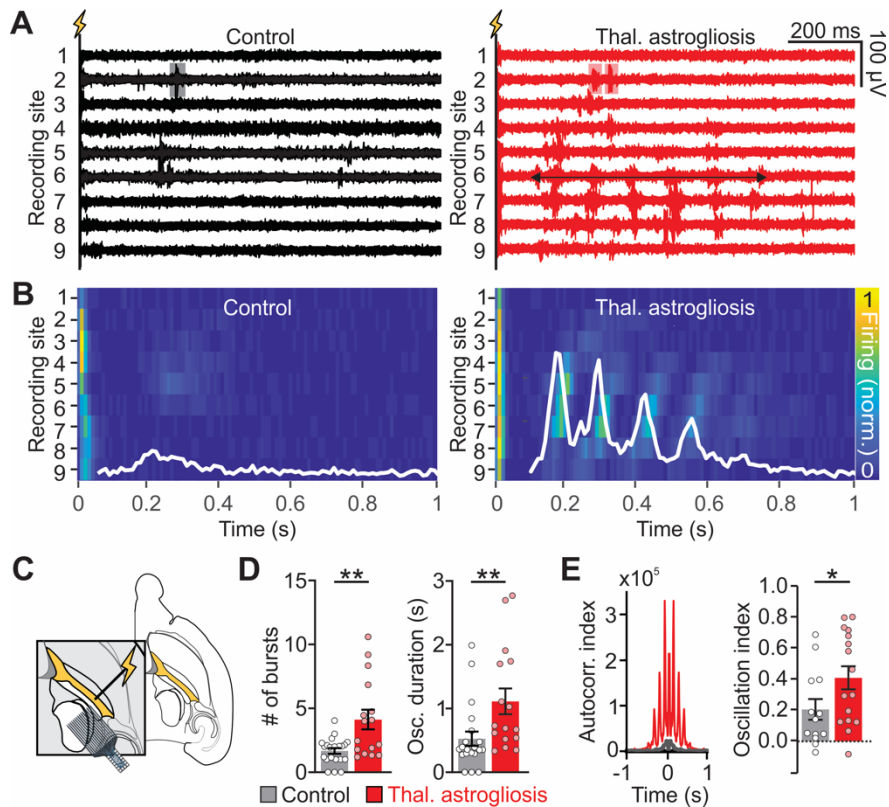 A
Control
Thal. astrogliosis
200 ms
100 µV
Recording site
1
2
3
4
5
6
7
8
9
Recording site
1
2
3
4
5
6
7
8
9
B
Control
Thal. astrogliosis
Recording site
1
2
3
4
5
6
7
8
9
0 0.2 0.4 0.6 0.8 1
Time (s)
Recording site
1
2
3
4
5
6
7
8
9
0 0.2 0.4 0.6 0.8 1
Time (s)
1
Firing (norm.)
0
C
D
# of bursts
15
10
5
0
**
Osc. duration (s)
3
2
1
0
**
Control
Thal. astrogliosis
E
x10⁵
Autocorr. index
3
2
1
0
-1 0 1
Time (s)
Oscillation index
1.0
0.8
0.6
0.4
0.2
0.0
*